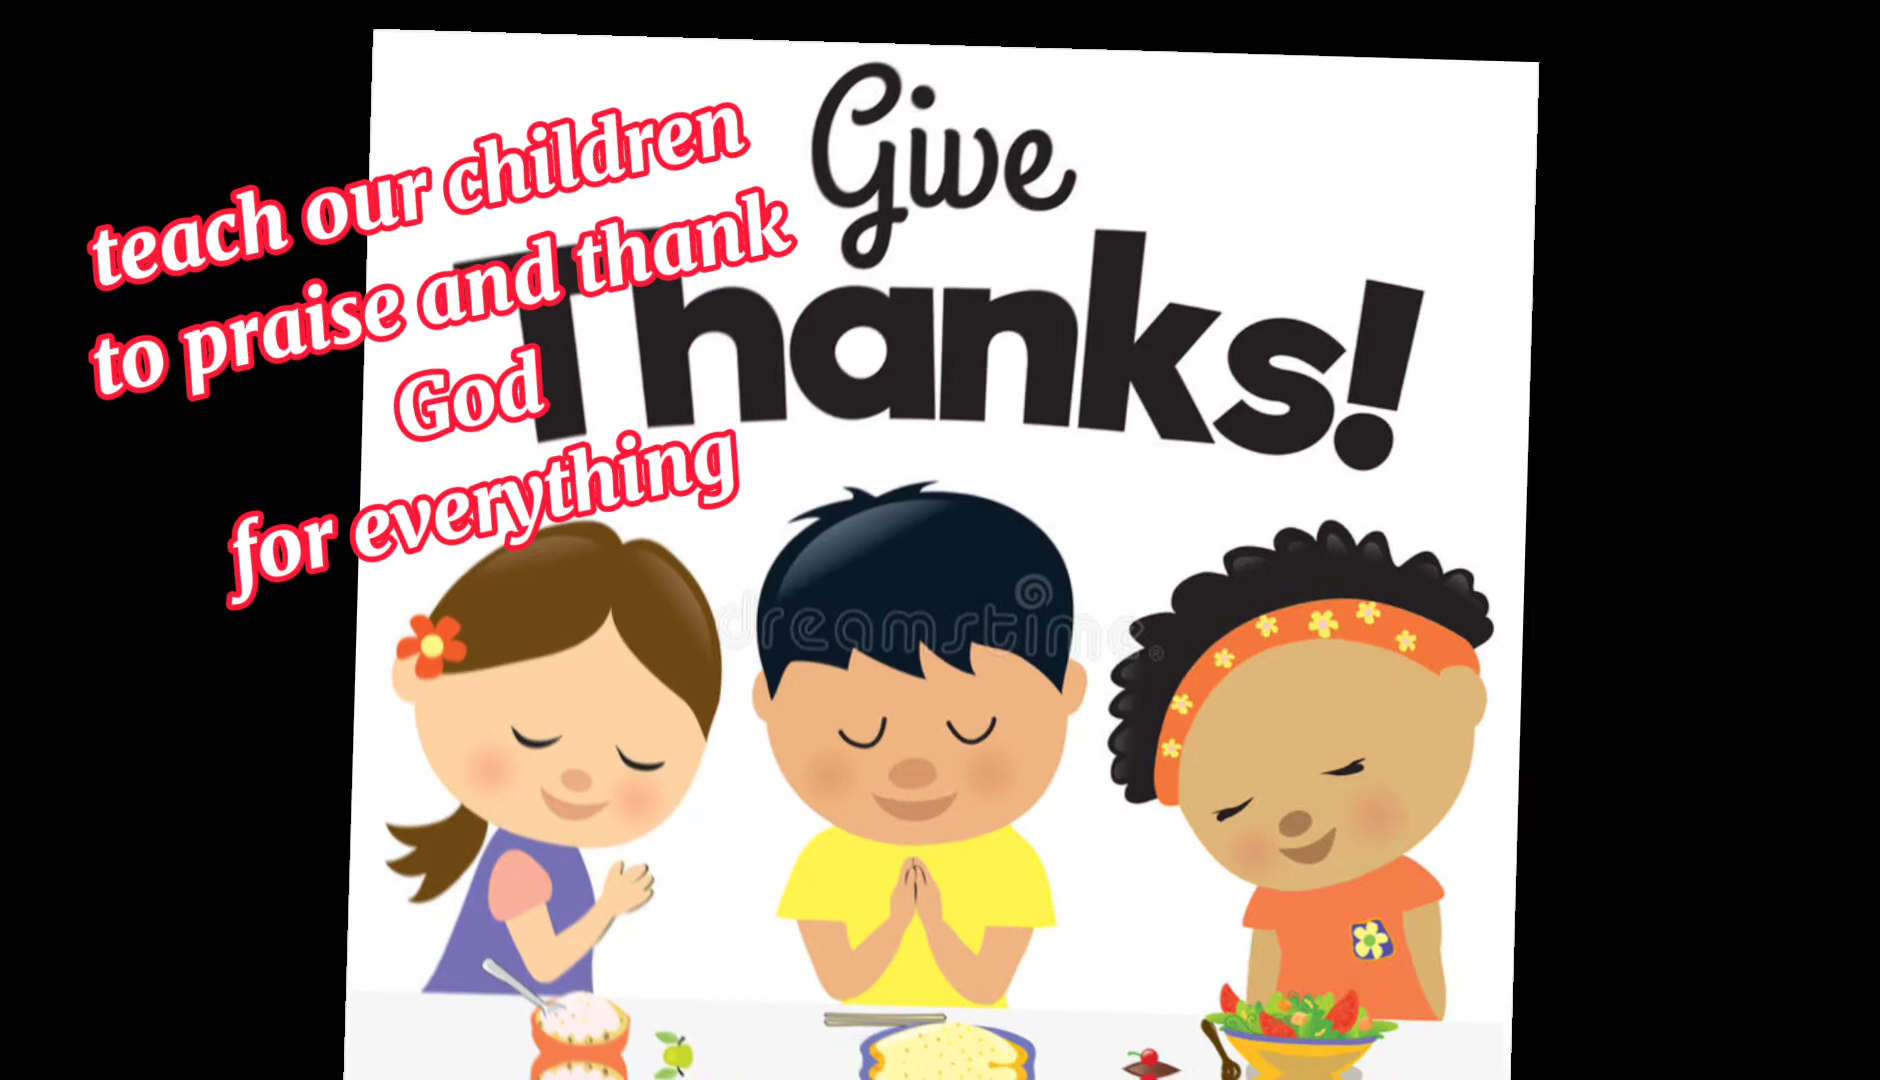 Give
Thanks!
teach our children
to praise and thank
God
for everything
dreamstime®